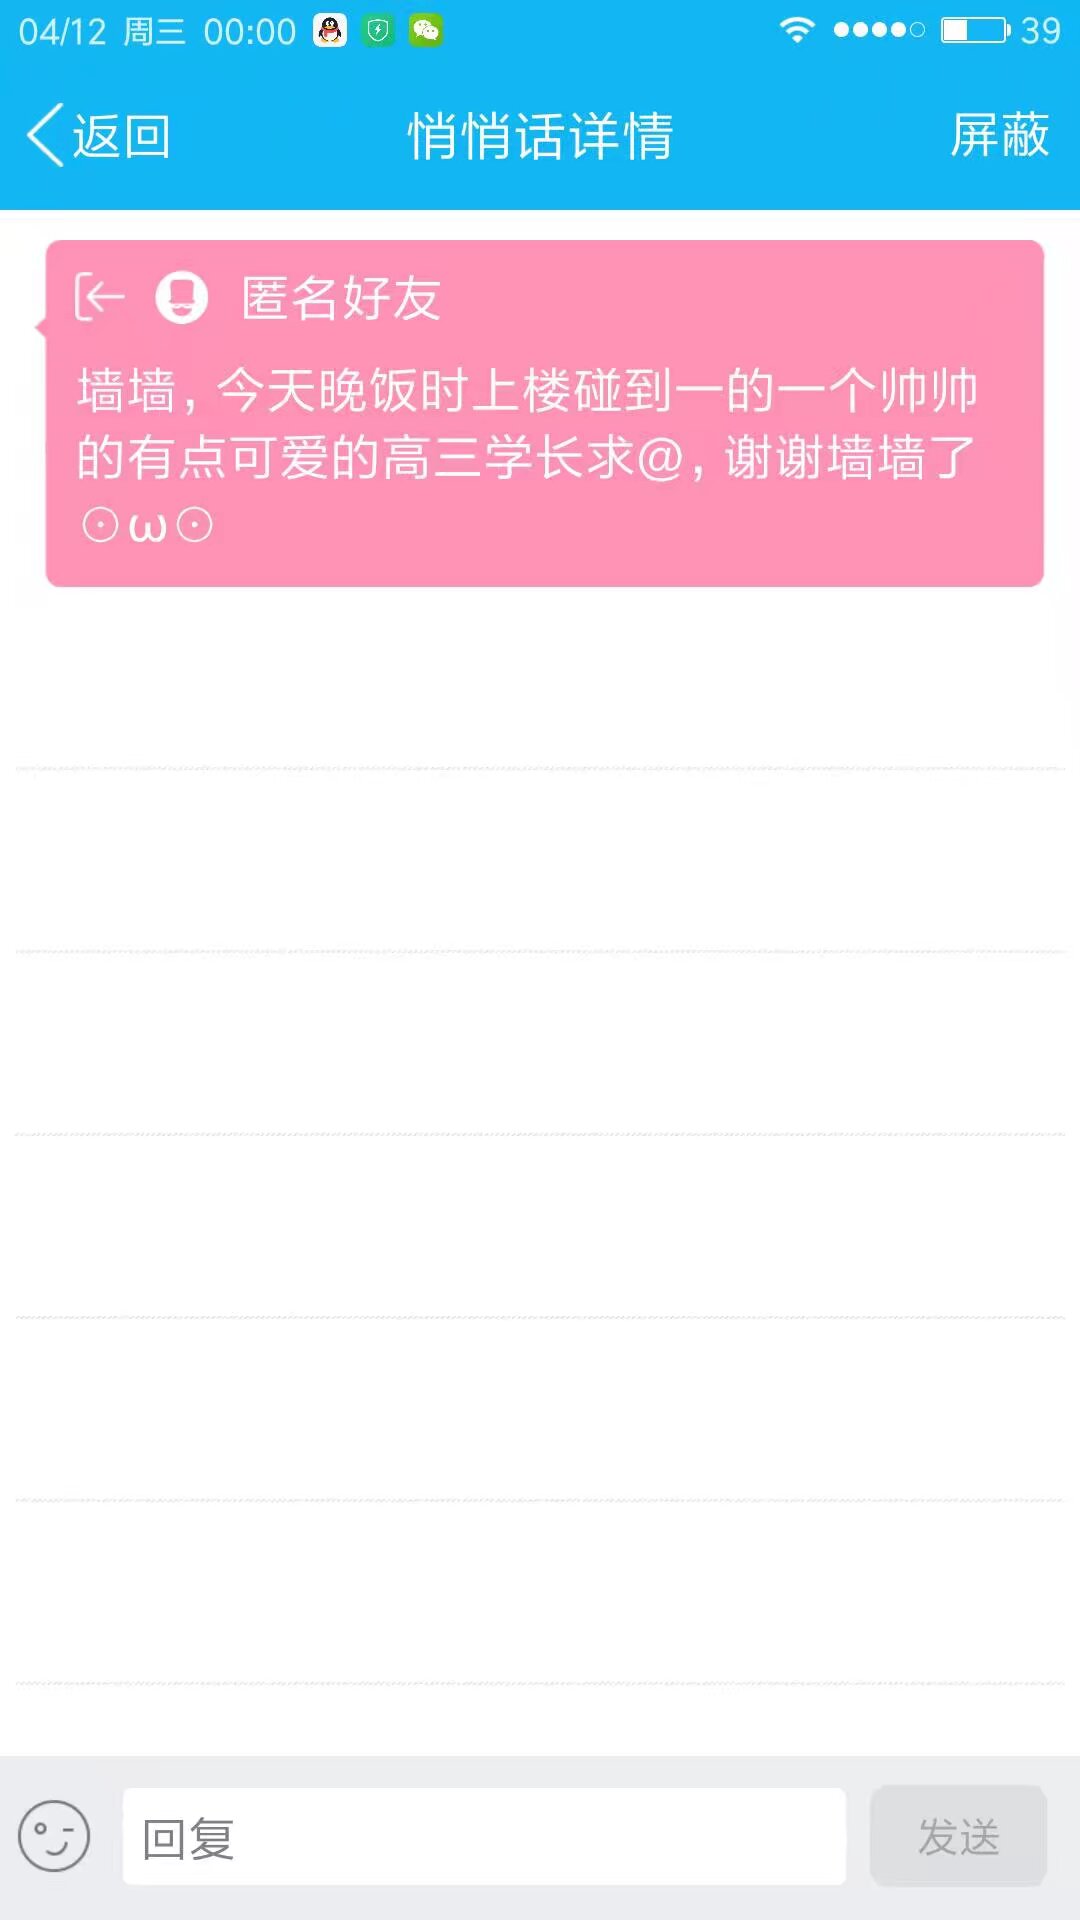 04/12 周三 00:00
39
返回
悄悄话详情
屏蔽
匿名好友
墙墙，今天晚饭时上楼碰到一的一个帅帅
的有点可爱的高三学长求@，谢谢墙墙了
⊙ω⊙
回复
发送